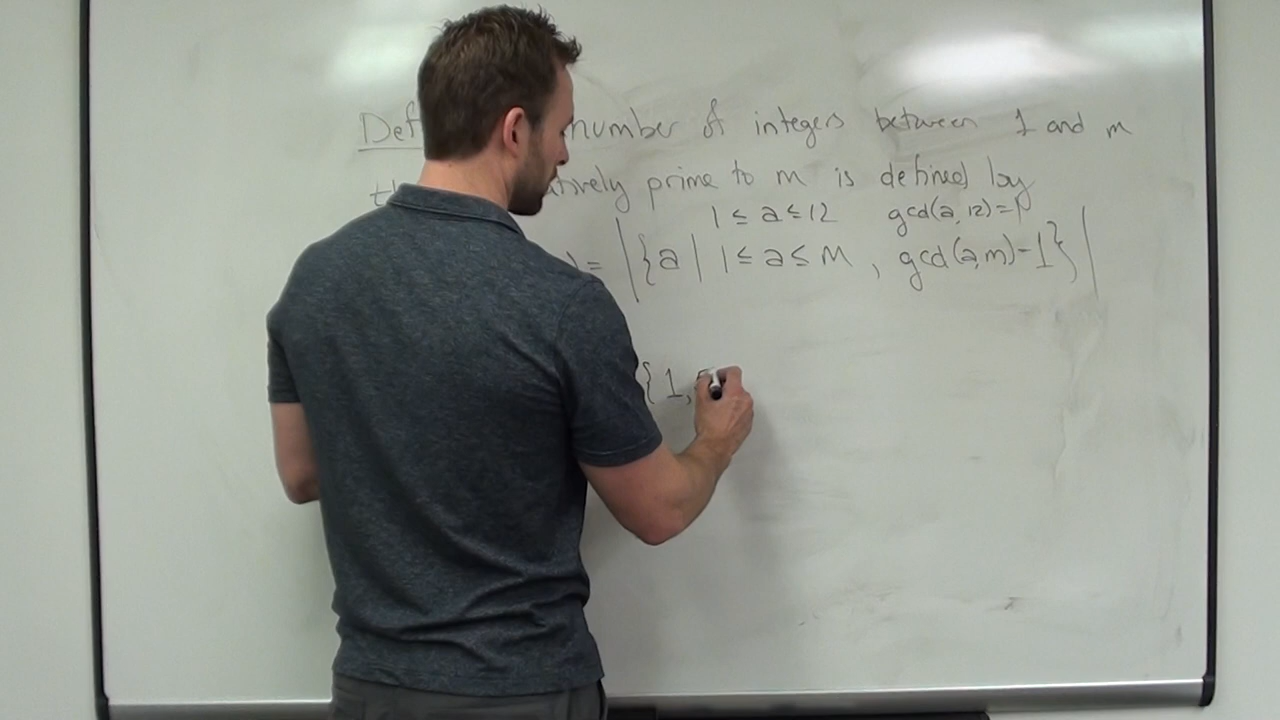 Def number of integers between 1 and m
atively prime to m is defined by
1 ≤ a ≤ 12 gcd(a, 12) = 1
) = |{a | 1 ≤ a ≤ m, gcd(a,m) = 1}|
{1,